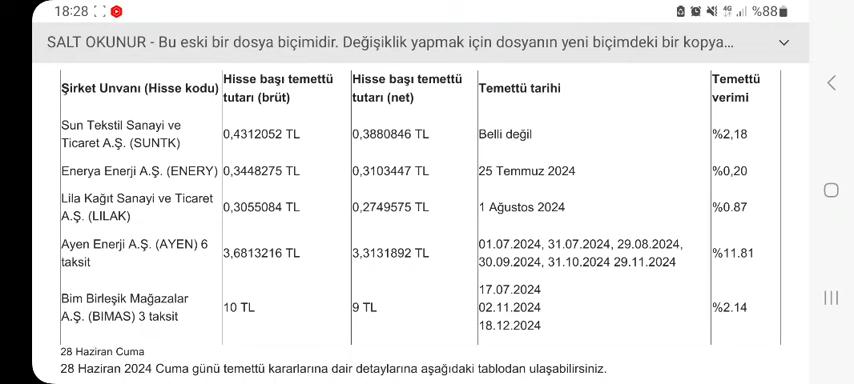 18:28
4G
%88
SALT OKUNUR - Bu eski bir dosya biçimidir. Değişiklik yapmak için dosyanın yeni biçimdeki bir kopya...
Şirket Unvanı (Hisse kodu) Hisse başı temettü tutarı (brüt) Hisse başı temettü tutarı (net) Temettü tarihi Temettü verimi
Sun Tekstil Sanayi ve
Ticaret A.Ş. (SUNTK) 0,4312052 TL 0,3880846 TL Belli değil %2,18
Enerya Enerji A.Ş. (ENERY) 0,3448275 TL 0,3103447 TL 25 Temmuz 2024 %0,20
Lila Kağıt Sanayi ve Ticaret
A.Ş. (LILAK) 0,3055084 TL 0,2749575 TL 1 Ağustos 2024 %0.87
Ayen Enerji A.Ş. (AYEN) 6
taksit 3,6813216 TL 3,3131892 TL 01.07.2024, 31.07.2024, 29.08.2024,
30.09.2024, 31.10.2024 29.11.2024 %11.81
Bim Birleşik Mağazalar
A.Ş. (BIMAS) 3 taksit 10 TL 9 TL 17.07.2024
02.11.2024
18.12.2024 %2.14
28 Haziran Cuma
28 Haziran 2024 Cuma günü temettü kararlarına dair detaylarına aşağıdaki tablodan ulaşabilirsiniz.